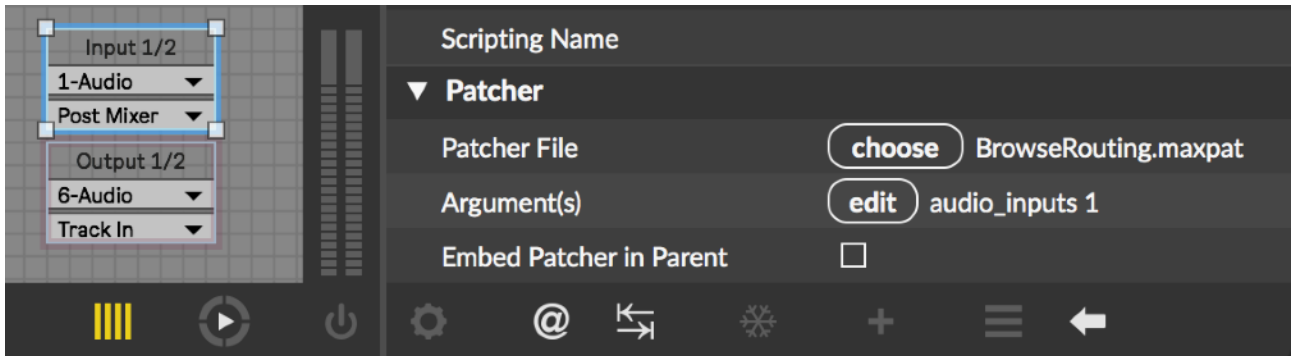 Input 1/2
1-Audio
Post Mixer
Output 1/2
6-Audio
Track In
Scripting Name
Patcher
Patcher File choose BrowseRouting.maxpat
Argument(s) edit audio_inputs 1
Embed Patcher in Parent